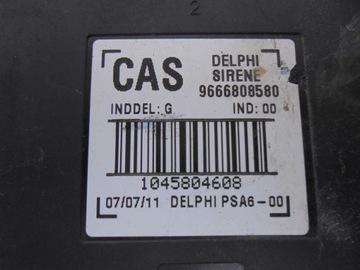 2
CAS DELPHI
SIRENE
9666808580
INDDEL: G IND: 00
1045804608
07/07/11 DELPHI PSA6-00